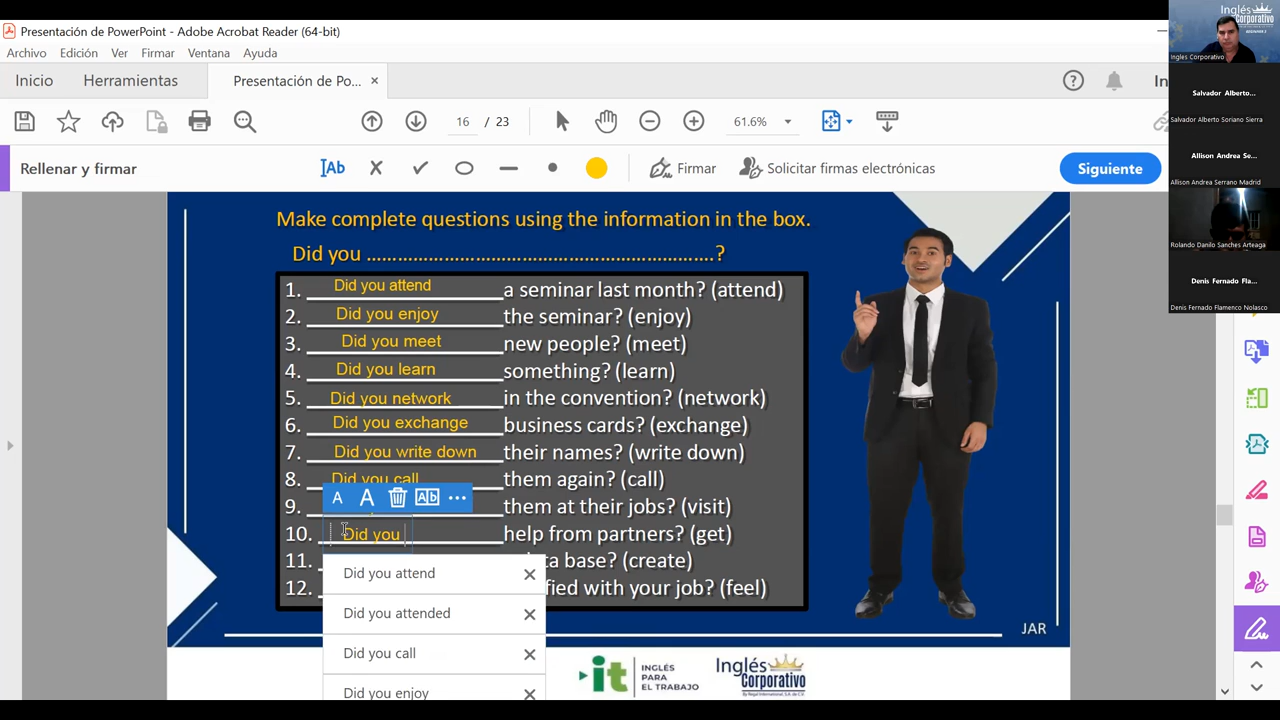 Presentación de PowerPoint - Adobe Acrobat Reader (64-bit)
Archivo Edición Ver Firmar Ventana Ayuda
Inicio Herramientas Presentación de Po... ×
16 / 23 61.6%
Rellenar y firmar Ab Firmar Solicitar firmas electrónicas Siguiente
Make complete questions using the information in the box.
Did you ……………………………………………………….?
1. Did you attend a seminar last month? (attend)
2. Did you enjoy the seminar? (enjoy)
3. Did you meet new people? (meet)
4. Did you learn something? (learn)
5. Did you network in the convention? (network)
6. Did you exchange business cards? (exchange)
7. Did you write down their names? (write down)
8. Did you call them again? (call)
A A Ab
9. them at their jobs? (visit)
10. Did you help from partners? (get)
11. ta base? (create)
12. fied with your job? (feel)
Did you attend
Did you attended
Did you call
Did you enjoy
JAR
it INGLÉS PARA EL TRABAJO
Inglés Corporativo
Inglés Corporativo
Ingles Corporativo
Salvador Alberto...
Salvador Alberto Soriano Sierra
Allison Andrea Se...
Allison Andrea Serrano Madrid
Rolando Danilo Sanches Arteaga
Denis Fernado Fla...
Denis Fernado Flamenco Nolasco
In